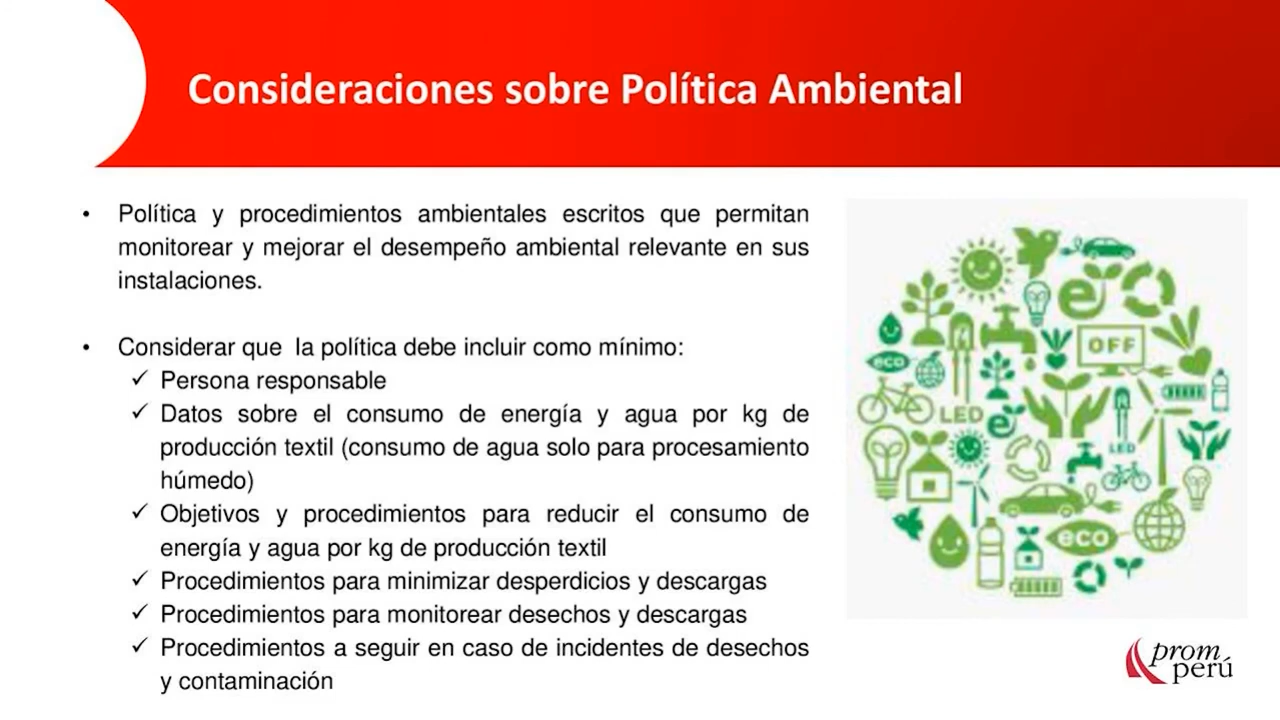 Consideraciones sobre Política Ambiental
• Política y procedimientos ambientales escritos que permitan
monitorear y mejorar el desempeño ambiental relevante en sus
instalaciones.
• Considerar que la política debe incluir como mínimo:
✓ Persona responsable
✓ Datos sobre el consumo de energía y agua por kg de
producción textil (consumo de agua solo para procesamiento
húmedo)
✓ Objetivos y procedimientos para reducir el consumo de
energía y agua por kg de producción textil
✓ Procedimientos para minimizar desperdicios y descargas
✓ Procedimientos para monitorear desechos y descargas
✓ Procedimientos a seguir en caso de incidentes de desechos
y contaminación
eco
OFF
eco
LED
e
LED
eco
prom
perú